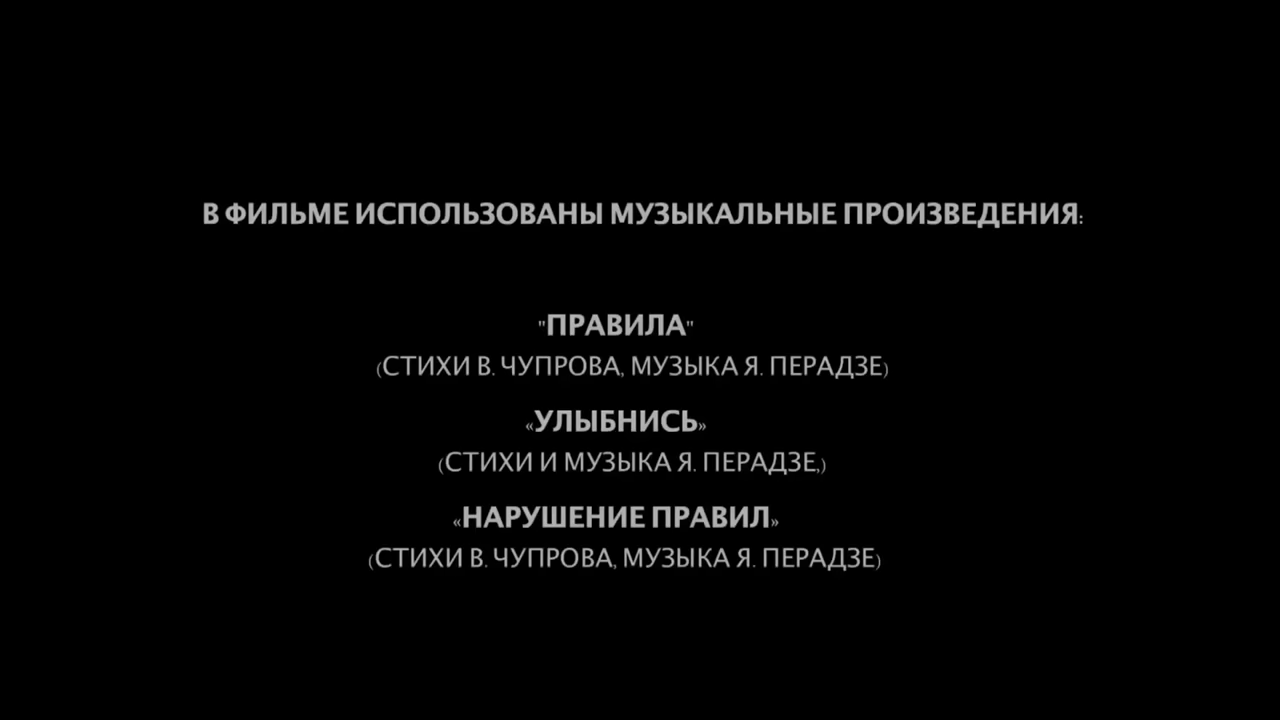 В ФИЛЬМЕ ИСПОЛЬЗОВАНЫ МУЗЫКАЛЬНЫЕ ПРОИЗВЕДЕНИЯ:
"ПРАВИЛА"
(СТИХИ В. ЧУПРОВА, МУЗЫКА Я. ПЕРАДЗЕ)
«УЛЫБНИСЬ»
(СТИХИ И МУЗЫКА Я. ПЕРАДЗЕ,)
«НАРУШЕНИЕ ПРАВИЛ»
(СТИХИ В. ЧУПРОВА, МУЗЫКА Я. ПЕРАДЗЕ)